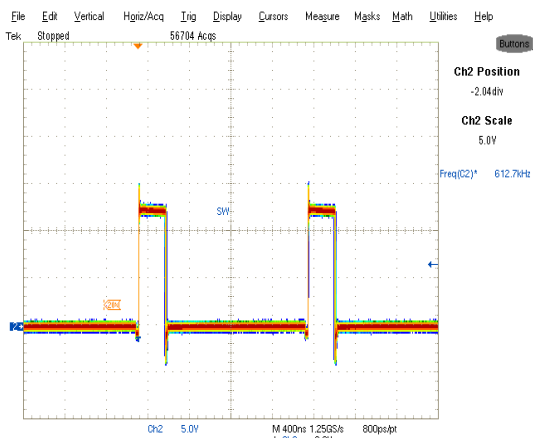 File Edit Vertical Horiz/Acq Trig Display Cursors Measure Masks Math Utilities Help
Tek Stopped 56704 Acqs
Buttons
Ch2 Position
-2.04div
Ch2 Scale
5.0V
Freq(C2)* 612.7kHz
SW
2
Ch2 5.0V M 400ns 1.25GS/s 800ps/pt